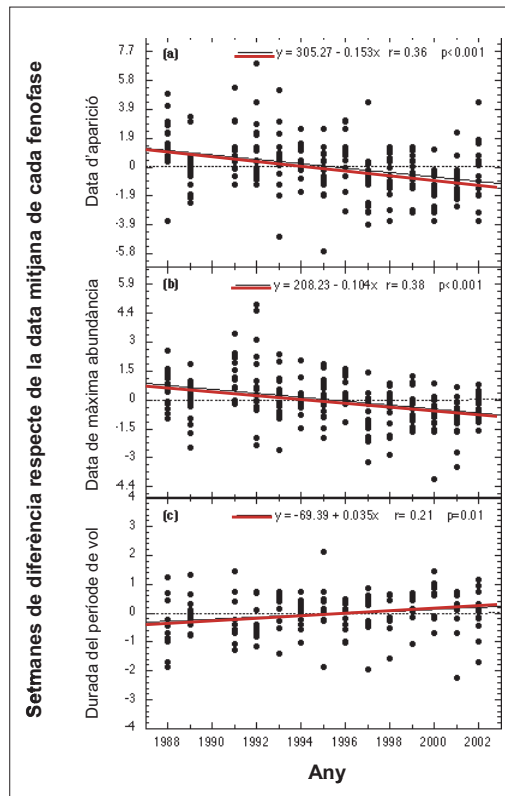 Setmanes de diferència respecte de la data mitjana de cada fenofase
Data d'aparició
(a)
y = 305.27 - 0.153x r= 0.36 p<0.001
7.7
5.8
3.9
1.9
0
-1.9
-3.9
-5.8
Data de màxima abundància
(b)
y = 208.23 - 0.104x r= 0.38 p<0.001
5.9
4.4
3
1.5
0
-1.5
-3
4.4
Durada del període de vol
(c)
y = -69.39 + 0.035x r= 0.21 p=0.01
4
3
2
1
0
-1
-2
-3
-4
1988 1990 1992 1994 1996 1998 2000 2002
Any